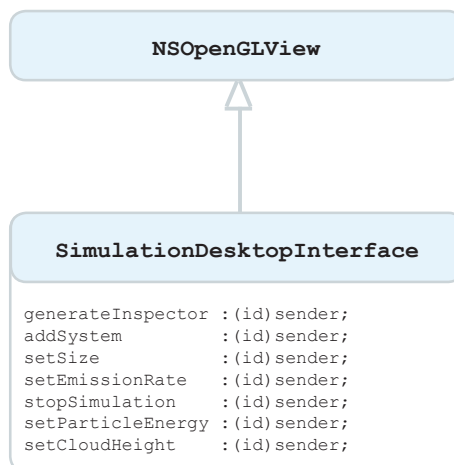 NSOpenGLView
SimulationDesktopInterface
generateInspector :(id)sender;
addSystem         :(id)sender;
setSize           :(id)sender;
setEmissionRate   :(id)sender;
stopSimulation    :(id)sender;
setParticleEnergy :(id)sender;
setCloudHeight    :(id)sender;